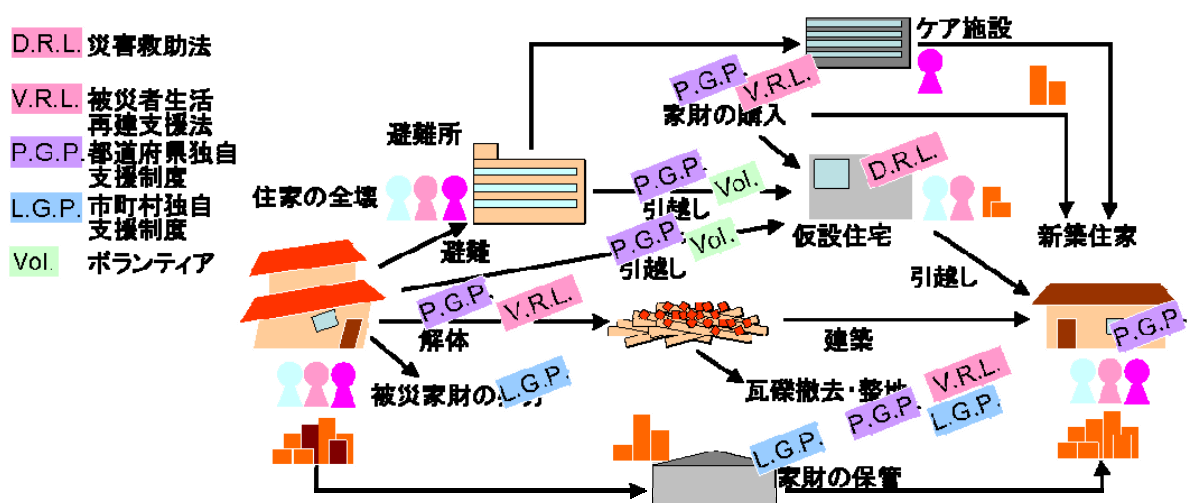 D.R.L. 災害救助法
V.R.L. 被災者生活
再建支援法
P.G.P. 都道府県独自
支援制度
L.G.P. 市町村独自
支援制度
Vol. ボランティア
ケア施設
P.G.P.
V.R.L.
家財の購入
避難所
D.R.L.
住家の全壊
P.G.P.
Vol.
引越し
仮設住宅
新築住家
避難
P.G.P.
Vol.
引越し
引越し
P.G.P.
V.R.L.
解体
建築
P.G.P.
被災家財の
L.G.P.
瓦礫撤去・整地
V.R.L.
P.G.P.
L.G.P.
L.G.P.
家財の保管